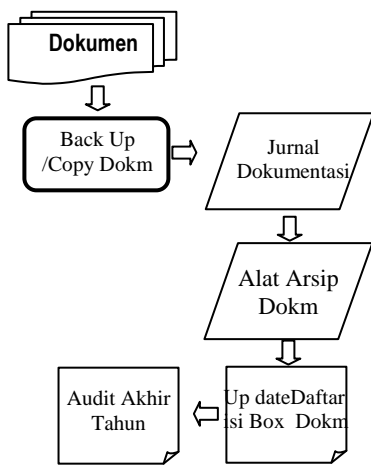 Dokumen
Back Up
/Copy Dokm
Jurnal
Dokumentasi
Alat Arsip
Dokm
Up dateDaftar
isi Box Dokm
Audit Akhir
Tahun